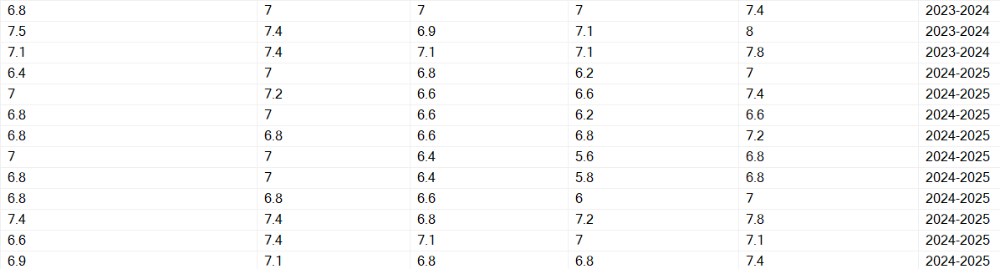 6.8 7 7 7 7.4 2023-2024
7.5 7.4 6.9 7.1 8 2023-2024
7.1 7.4 7.1 7.1 7.8 2023-2024
6.4 7 6.8 6.2 7 2024-2025
7 7.2 6.6 6.6 7.4 2024-2025
6.8 7 6.6 6.2 6.6 2024-2025
6.8 6.8 6.6 6.8 7.2 2024-2025
7 7 6.4 5.6 6.8 2024-2025
6.8 7 6.4 5.8 6.8 2024-2025
6.8 6.8 6.6 6 7 2024-2025
7.4 7.4 6.8 7.2 7.8 2024-2025
6.6 7.4 7.1 7 7.1 2024-2025
6.9 7.1 6.8 6.8 7.4 2024-2025